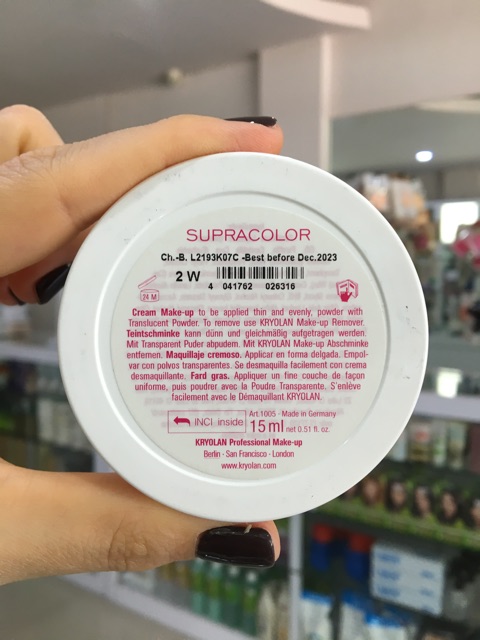 SUPRACOLOR
Ch.-B. L2193K07C -Best before Dec.2023
2 W
4 041762 026316
24 M
Cream Make-up to be applied thin and evenly, powder with
Translucent Powder. To remove use KRYOLAN Make-up Remover.
Teintschminke kann dünn und gleichmäßig aufgetragen werden.
Mit Transparent Puder abpudern. Mit KRYOLAN Make-up Abschminke
entfernen. Maquillaje cremoso. Applicar en forma delgada. Empol-
var con polvos transparentes. Se desmaquilla facilment con crema
desmaquillante. Fard gras. Appliquer un fine couche de façon
uniforme, puis poudrer avec la Poudre Transparente. S'enlève
facilement avec le Démaquillant KRYOLAN.
INCI inside
Art.1005 · Made in Germany
15 ml net 0.51 fl. oz.
KRYOLAN Professional Make-up
Berlin · San Francisco · London
www.kryolan.com